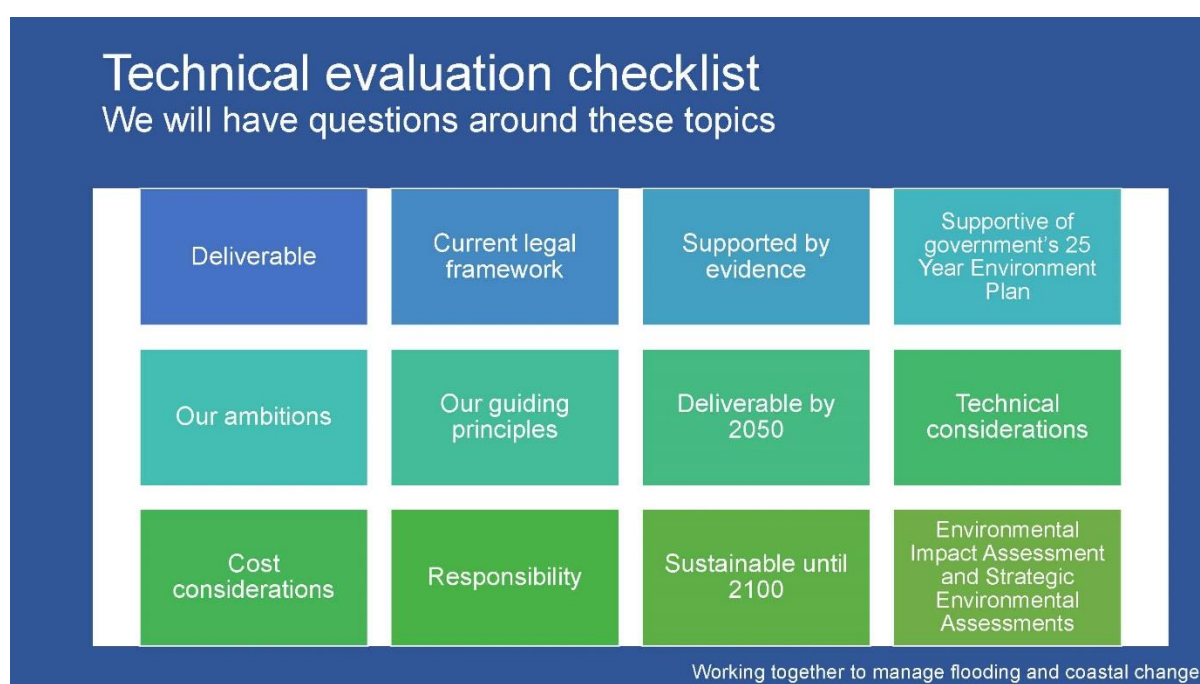 Technical evaluation checklist
We will have questions around these topics
Deliverable
Current legal
framework
Supported by
evidence
Supportive of
government's 25
Year Environment
Plan
Our ambitions
Our guiding
principles
Deliverable by
2050
Technical
considerations
Cost
considerations
Responsibility
Sustainable until
2100
Environmental
Impact Assessment
and Strategic
Environmental
Assessments
Working together to manage flooding and coastal change